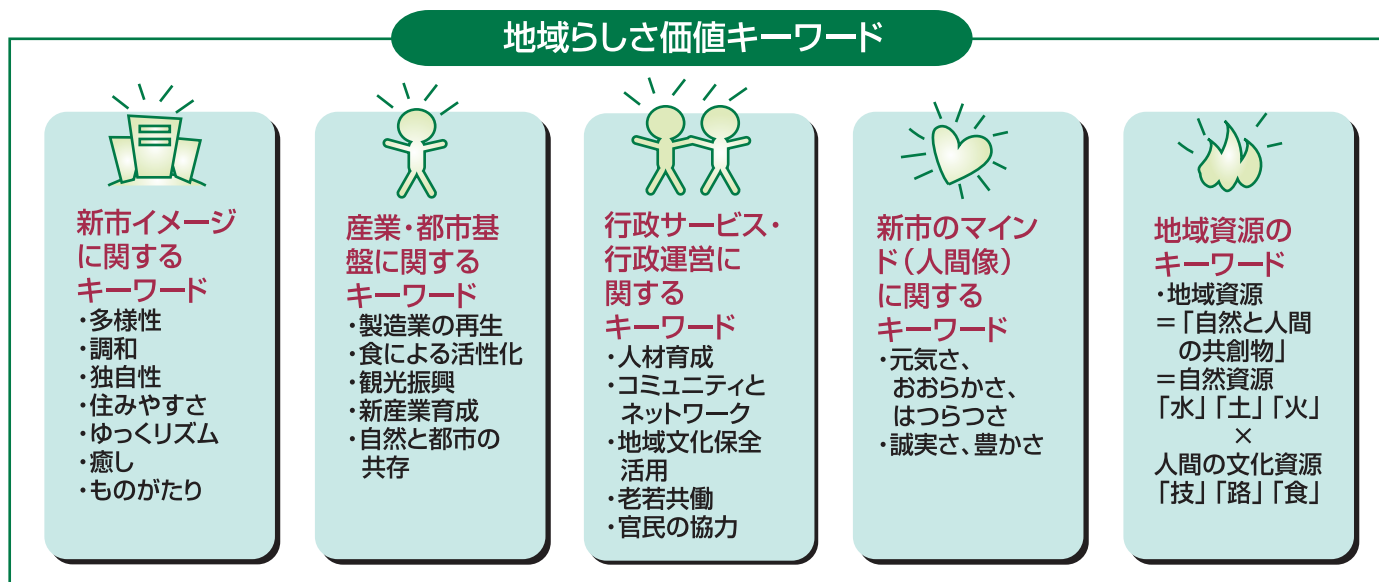 地域らしさ価値キーワード
新市イメージ
に関する
キーワード
・多様性
・調和
・独自性
・住みやすさ
・ゆっくリズム
・癒し
・ものがたり
産業・都市基
盤に関する
キーワード
・製造業の再生
・食による活性化
・観光振興
・新産業育成
・自然と都市の
共存
行政サービス・
行政運営に
関する
キーワード
・人材育成
・コミュニティと
ネットワーク
・地域文化保全
活用
・老若共働
・官民の協力
新市のマイン
ド(人間像)
に関する
キーワード
・元気さ、
おおらかさ、
はつらつさ
・誠実さ、豊かさ
地域資源の
キーワード
・地域資源
=「自然と人間
の共創物」
=自然資源
「水」「土」「火」
×
人間の文化資源
「技」「路」「食」